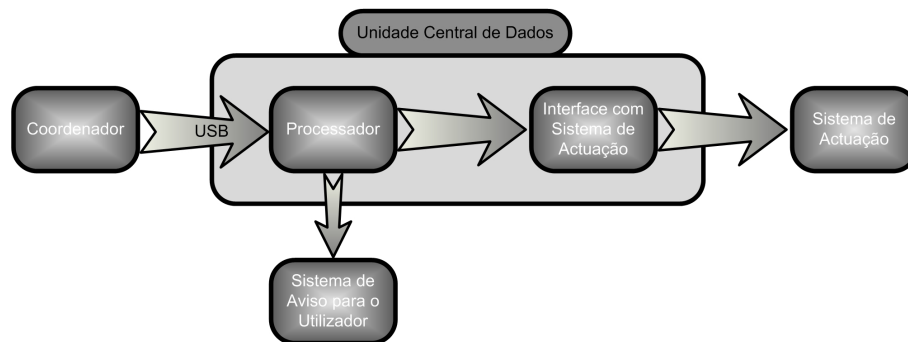 Unidade Central de Dados
Coordenador
USB
Processador
Interface com
Sistema de
Actuação
Sistema de
Actuação
Sistema de
Aviso para o
Utilizador